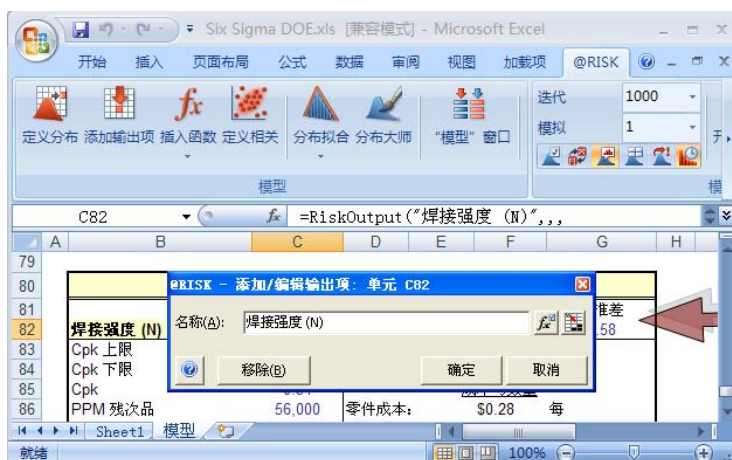 Six Sigma DOE.xls [兼容模式] - Microsoft Excel
开始 插入 页面布局 公式 数据 审阅 视图 加载项 @RISK
定义分布 添加输出项 插入函数 定义相关 分布拟合 分布大师 "模型" 窗口
迭代 1000
模拟 1
模型
C82 fx =RiskOutput("焊接强度 (N)",,,
A B C D E F G H
79
80
81
82 焊接强度 (N) .58
83 Cpk 上限
84 Cpk 下限
85 Cpk
86 PPM 残次品 56,000 零件成本: $0.28 每
@RISK - 添加/编辑输出项: 单元 C82
名称(A): 焊接强度 (N)
移除(B) 确定 取消
Sheet1 模型
就绪 100%